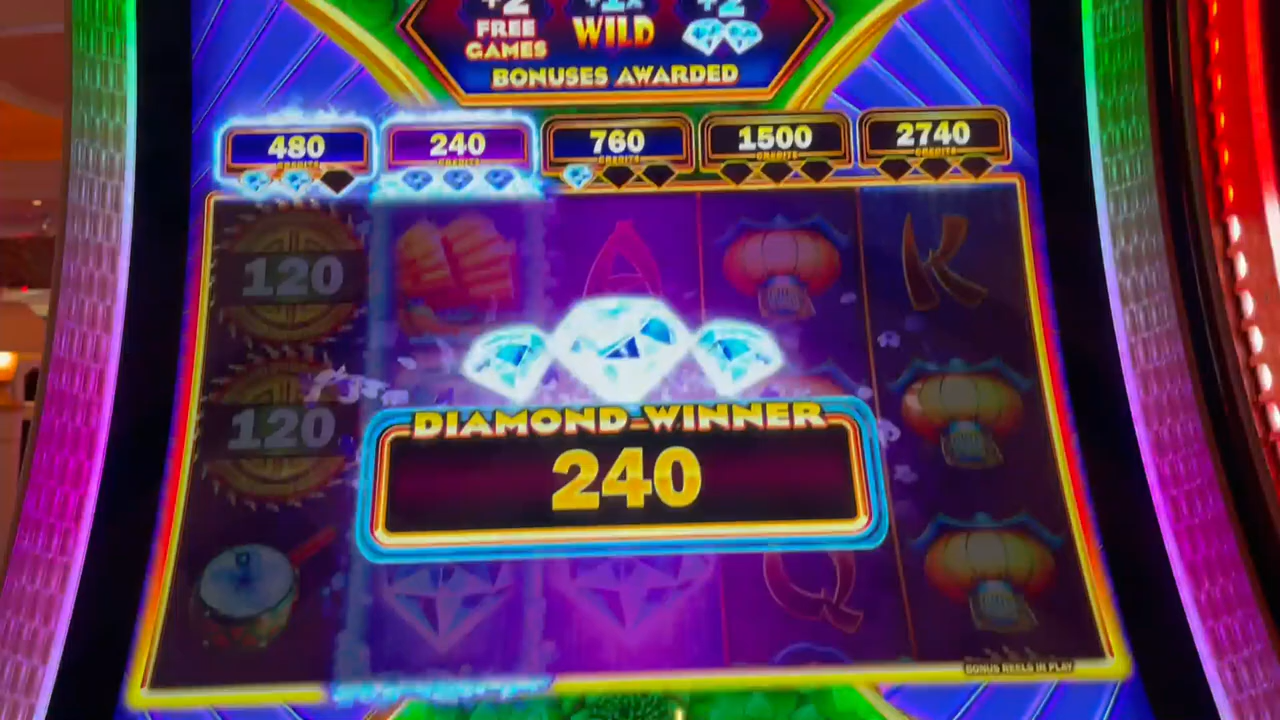 +2 +1x +2
FREE GAMES WILD
BONUSES AWARDED
480 240 760 1500 2740
CREDITS CREDITS CREDITS CREDITS
120
K
120
DIAMOND WINNER
240
Q
BONUS REELS IN PLAY